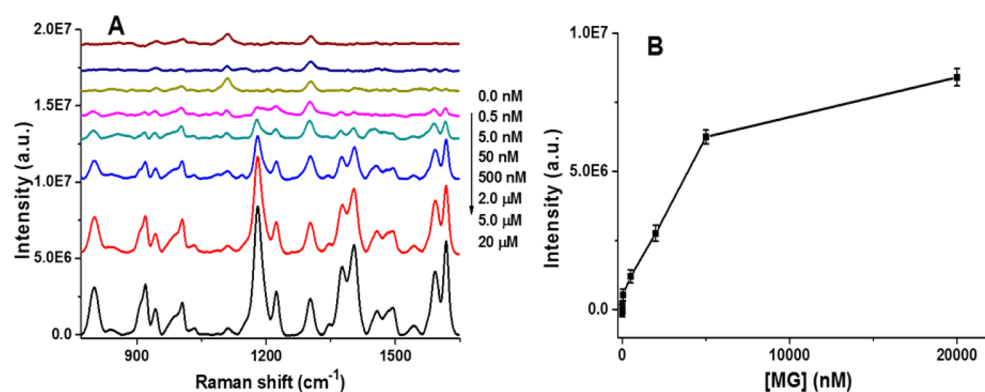 A
2.0E7
1.5E7
1.0E7
5.0E6
0.0
Intensity (a.u.)
900
1200
1500
Raman shift (cm⁻¹)
0.0 nM
0.5 nM
5.0 nM
50 nM
500 nM
2.0 µM
5.0 µM
20 µM
B
1.0E7
5.0E6
0.0
Intensity (a.u.)
0
10000
20000
[MG] (nM)